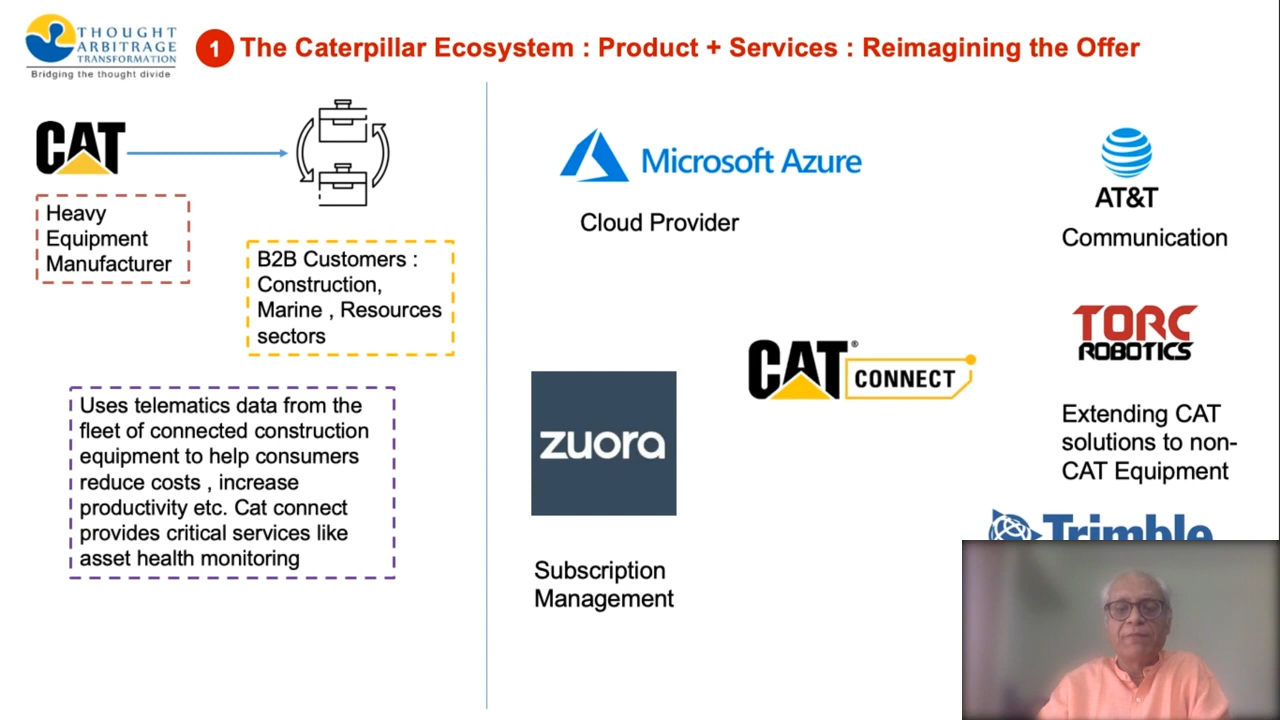 THOUGHT
ARBITRAGE
TRANSFORMATION
Bridging the thought divide
1 The Caterpillar Ecosystem : Product + Services : Reimagining the Offer
CAT
Heavy
Equipment
Manufacturer
B2B Customers :
Construction,
Marine , Resources
sectors
Uses telematics data from the
fleet of connected construction
equipment to help consumers
reduce costs , increase
productivity etc. Cat connect
provides critical services like
asset health monitoring
Microsoft Azure
Cloud Provider
AT&T
Communication
TORC
ROBOTICS
CAT® CONNECT
zuora
Extending CAT
solutions to non-
CAT Equipment
Trimble
Subscription
Management